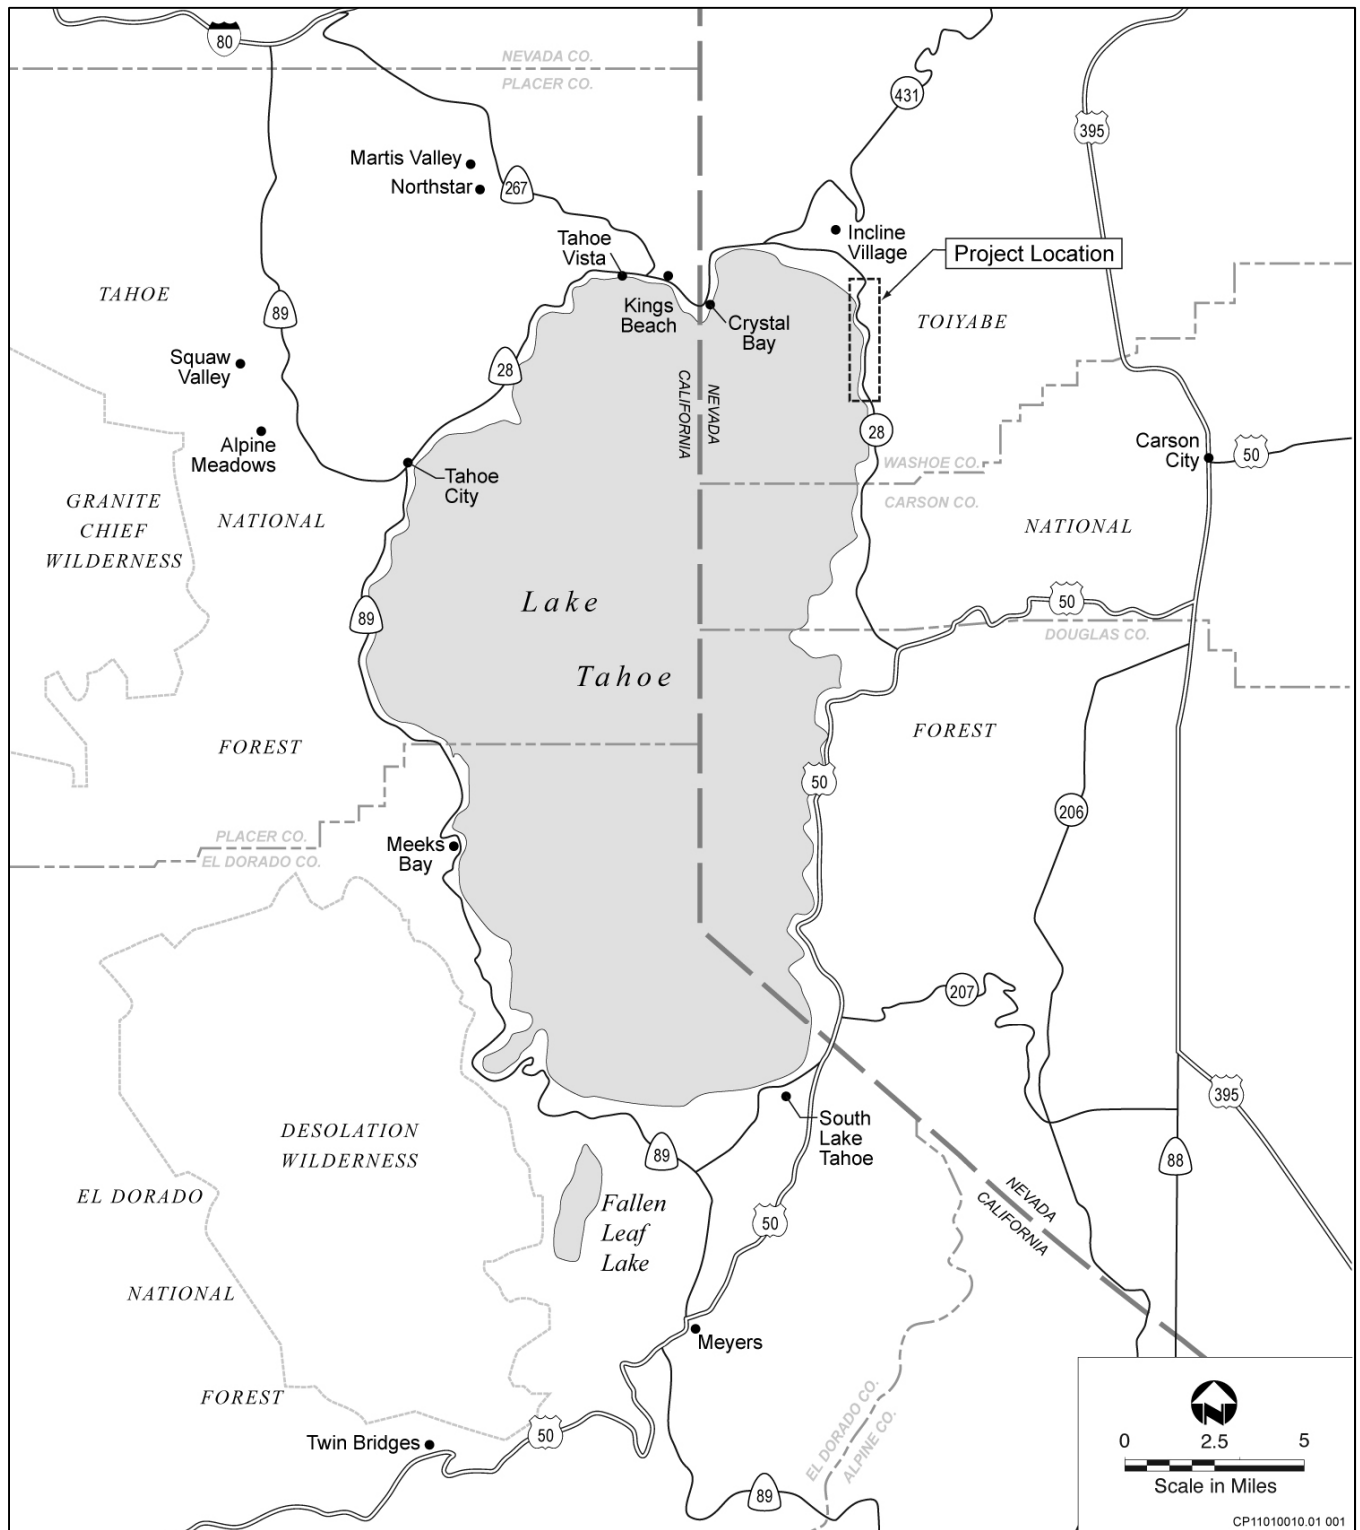 80
NEVADA CO.
PLACER CO.
431
395
Martis Valley
Northstar
267
Tahoe
Vista
Incline
Village
Project Location
TAHOE
89
Kings
Beach
Crystal
Bay
TOIYABE
Squaw
Valley
28
CALIFORNIA
NEVADA
Alpine
Meadows
28
Carson
City
50
WASHOE CO.
CARSON CO.
Tahoe
City
GRANITE
CHIEF
WILDERNESS
NATIONAL
NATIONAL
Lake
Tahoe
89
50
DOUGLAS CO.
FOREST
FOREST
50
206
PLACER CO.
EL DORADO CO.
Meeks
Bay
207
395
DESOLATION
WILDERNESS
South
Lake
Tahoe
89
88
EL DORADO
Fallen
Leaf
Lake
50
NEVADA
CALIFORNIA
NATIONAL
Meyers
FOREST
Twin Bridges
50
EL DORADO CO.
ALPINE CO.
89
N
0 2.5 5
Scale in Miles
CP11010010.01 001